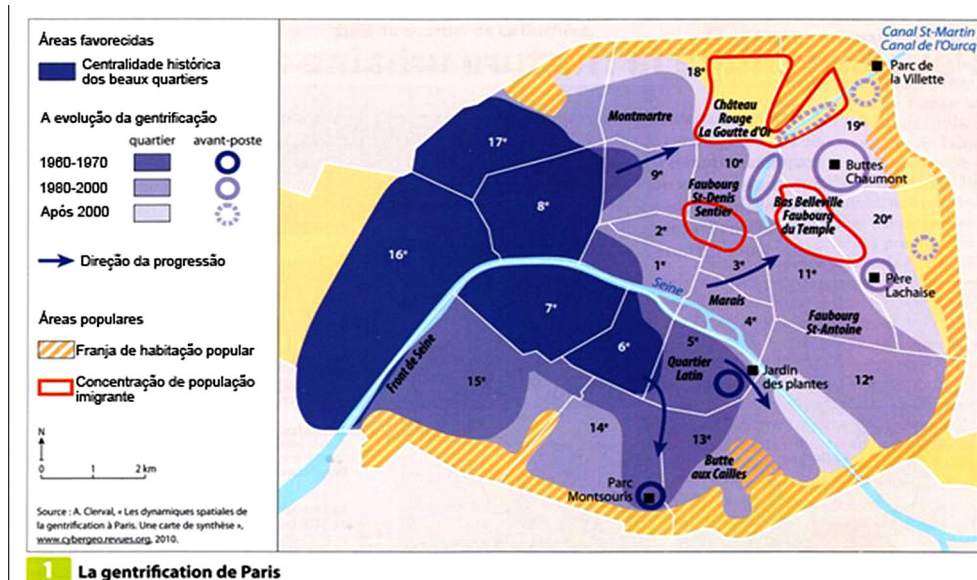 Áreas favorecidas
Centralidade histórica
dos beaux quartiers
A evolução da gentificação
quartier
avant-poste
1960-1970
1980-2000
Após 2000
Direção da progressão
Áreas populares
Franja de habitação popular
Concentração de população
imigrante
N
0 1 2 km
Source : A. Clerval, « Les dynamiques spatiales de
la gentrification à Paris. Une carte de synthèse »,
www.cybergeo.revues.org, 2010.
Canal St-Martin
Canal de l'Ourcq
Parc de
la Villette
18e
Château
Rouge
La Goutte d'Or
Montmartre
19e
17e
10e
Buttes
Chaumont
9e
Faubourg
St-Denis
Sentier
Bas Belleville
Faubourg
du Temple
20e
8e
2e
16e
1e
3e
11e
Père
Lachaise
Seine
Marais
7e
4e
Faubourg
St-Antoine
6e
5e
Quartier
Latin
Jardin
des plantes
Front de Seine
15e
12e
14e
13e
Butte
aux Cailles
Parc
Montsouris
1 La gentrification de Paris